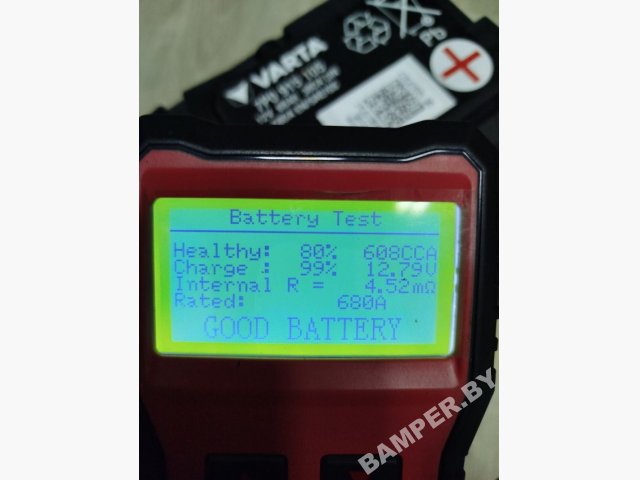 VARTA
Battery Test
Healthy: 80% 608CCA
Charge : 99% 12.79V
Internal R = 4.52mΩ
Rated: 680A
GOOD BATTERY
BAMPER.BY